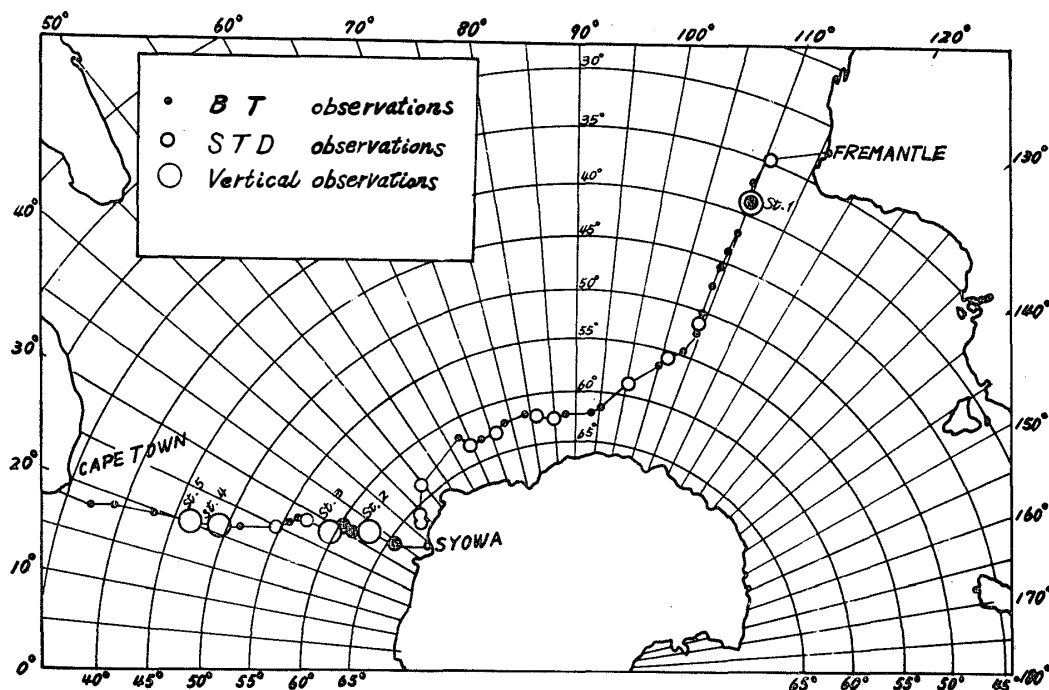 50° 60° 70° 80° 90° 100° 110° 120°
B T observations
STD observations
Vertical observations
30°
35°
40°
45°
50°
55°
60°
65°
FREMANTLE
St.1
130°
140°
150°
160°
170°
180°
40°
30°
20°
10°
0°
CAPE TOWN
St.5
St.4
St.3
St.2
SYOWA
40° 45° 50° 55° 60° 65° 65° 60° 55° 50° 45°